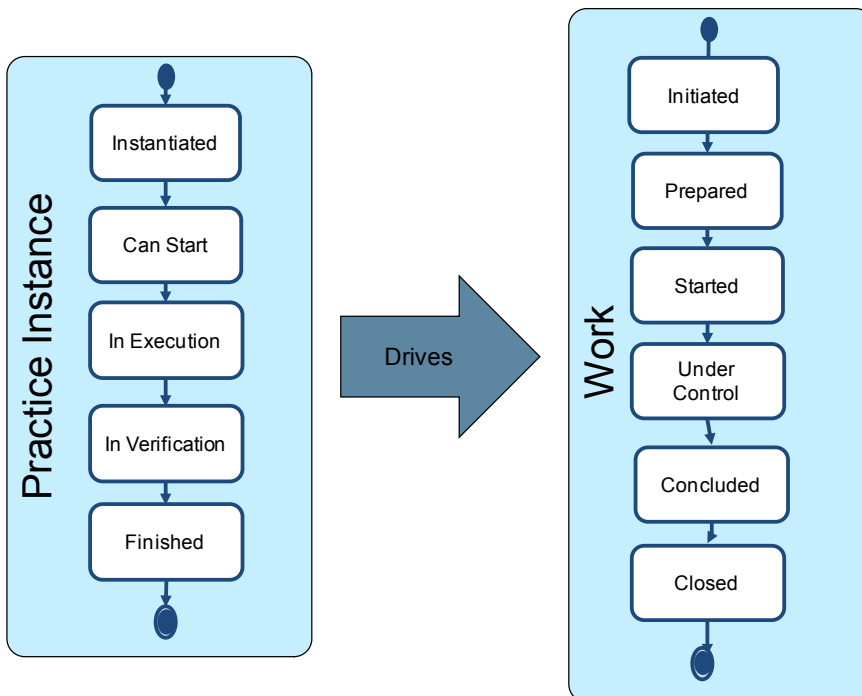 Practice Instance
Instantiated
Can Start
In Execution
In Verification
Finished
Drives
Work
Initiated
Prepared
Started
Under
Control
Concluded
Closed